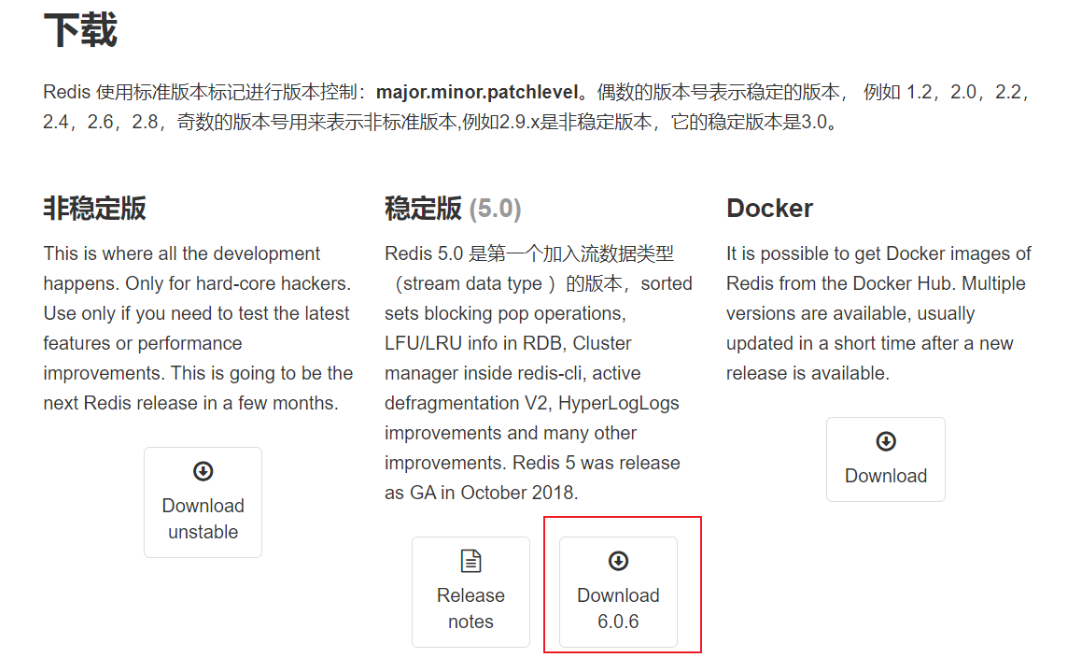 下载
Redis 使用标准版本标记进行版本控制：major.minor.patchlevel。偶数的版本号表示稳定的版本， 例如 1.2，2.0，2.2，
2.4，2.6，2.8，奇数的版本号用来表示非标准版本,例如2.9.x是非稳定版本，它的稳定版本是3.0。
非稳定版
This is where all the development
happens. Only for hard-core hackers.
Use only if you need to test the latest
features or performance
improvements. This is going to be the
next Redis release in a few months.
Download
unstable
稳定版 (5.0)
Redis 5.0 是第一个加入流数据类型
（stream data type ）的版本，sorted
sets blocking pop operations,
LFU/LRU info in RDB, Cluster
manager inside redis-cli, active
defragmentation V2, HyperLogLogs
improvements and many other
improvements. Redis 5 was release
as GA in October 2018.
Release
notes
Download
6.0.6
Docker
It is possible to get Docker images of
Redis from the Docker Hub. Multiple
versions are available, usually
updated in a short time after a new
release is available.
Download